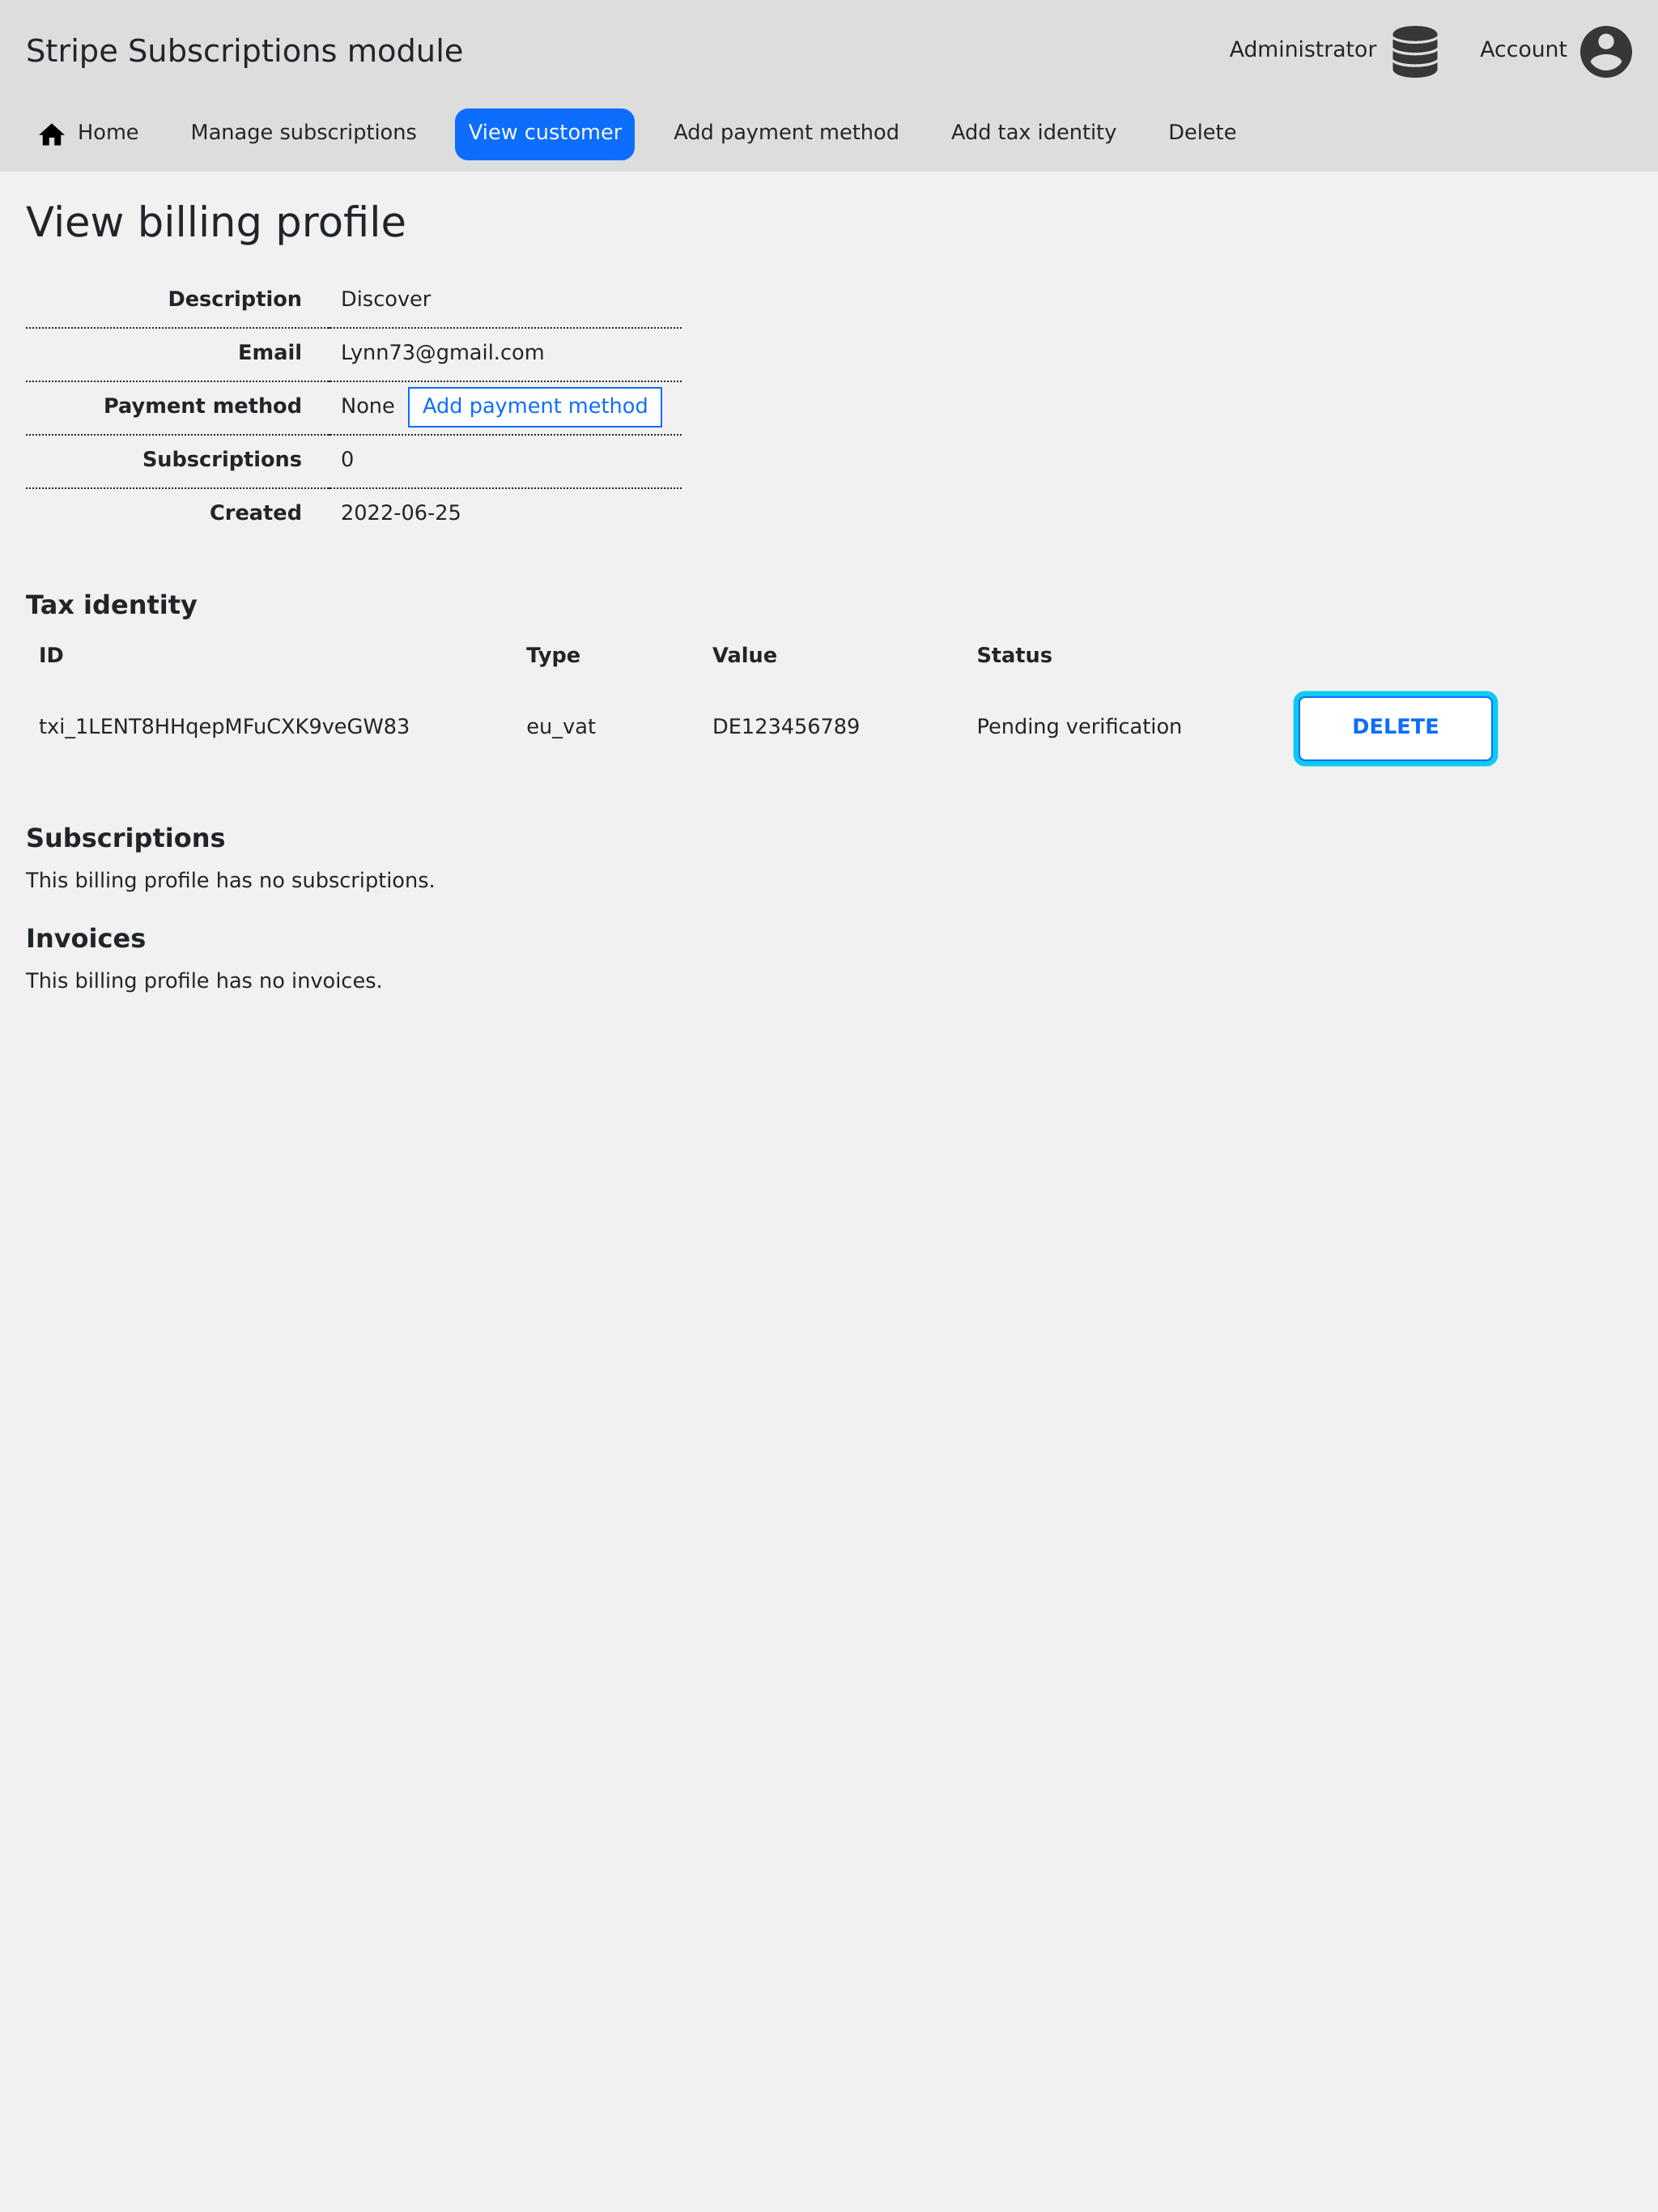 Stripe Subscriptions module
Administrator
Account
Home Manage subscriptions View customer Add payment method Add tax identity Delete
View billing profile
Description Discover
Email Lynn73@gmail.com
Payment method None Add payment method
Subscriptions 0
Created 2022-06-25
Tax identity
ID Type Value Status
txi_1LENT8HHqepMFuCXK9veGW83 eu_vat DE123456789 Pending verification DELETE
Subscriptions
This billing profile has no subscriptions.
Invoices
This billing profile has no invoices.